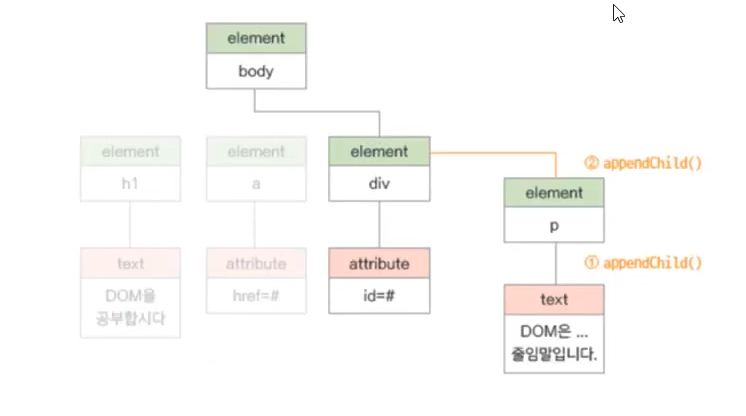 element
body
element
h1
element
a
element
div
② appendChild()
element
p
text
DOM을
공부합시다
attribute
href=#
attribute
id=#
① appendChild()
text
DOM은 ...
줄임말입니다.